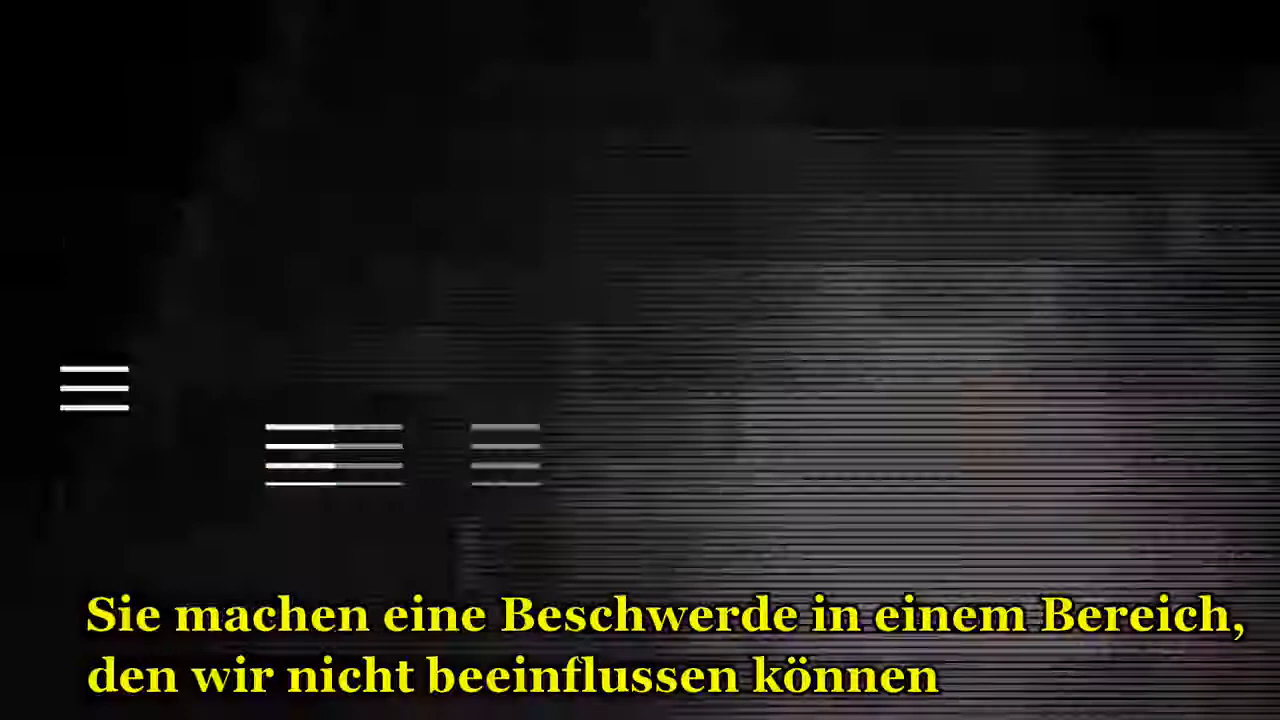 Sie machen eine Beschwerde in einem Bereich,
den wir nicht beeinflussen können